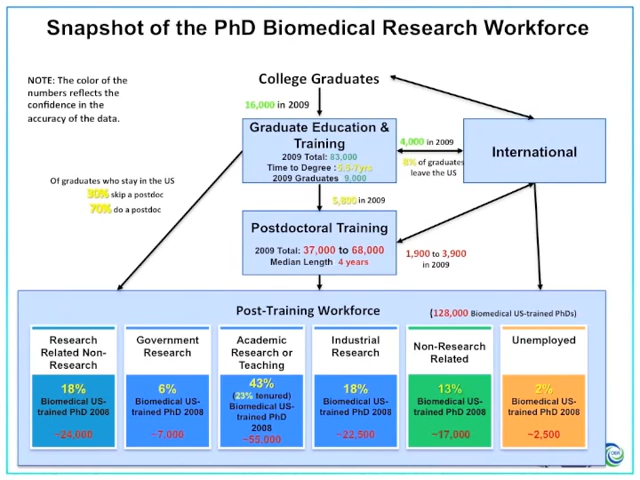 Snapshot of the PhD Biomedical Research Workforce
NOTE: The color of the
numbers reflects the
confidence in the
accuracy of the data.
College Graduates
16,000 in 2009
Graduate Education &
Training
2009 Total: 83,000
Time to Degree : 5.5-7yrs
2009 Graduates 9,000
4,000 in 2009
8% of graduates
leave the US
International
Of graduates who stay in the US
30% skip a postdoc
70% do a postdoc
5,800 in 2009
Postdoctoral Training
2009 Total: 37,000 to 68,000
Median Length 4 years
1,900 to 3,900
in 2009
Post-Training Workforce
(128,000 Biomedical US-trained PhDs)
Research
Related Non-
Research
18%
Biomedical US-
trained PhD 2008
~24,000
Government
Research
6%
Biomedical US-
trained PhD 2008
~7,000
Academic
Research or
Teaching
43%
(23% tenured)
Biomedical US-
trained PhD
2008
~55,000
Industrial
Research
18%
Biomedical US-
trained PhD 2008
~22,500
Non-Research
Related
13%
Biomedical US-
trained PhD 2008
~17,000
Unemployed
2%
Biomedical US-
trained PhD 2008
~2,500